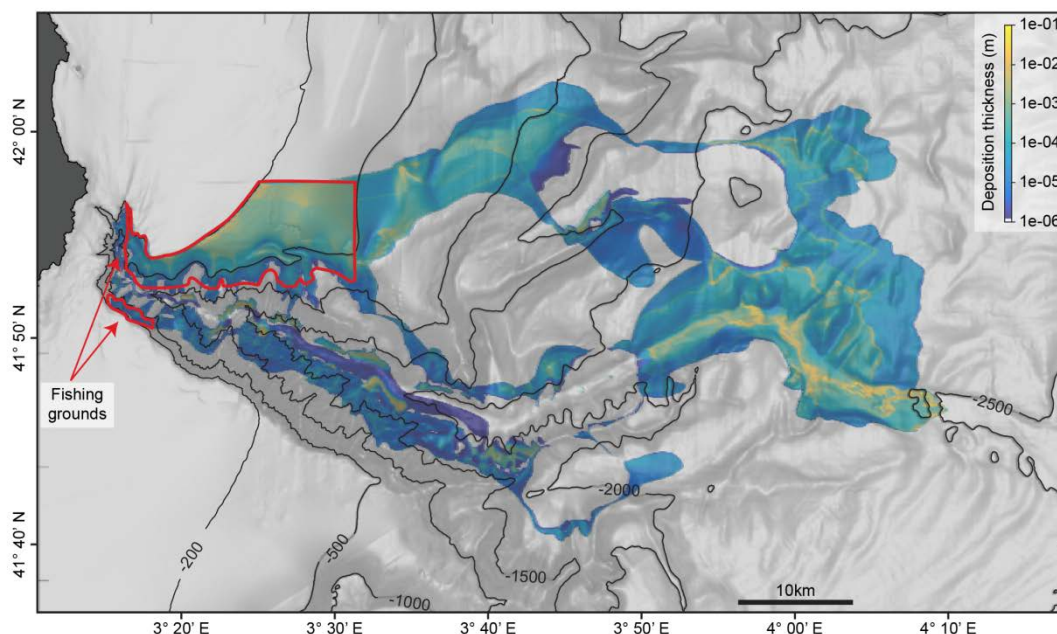 1e-01
1e-02
1e-03
1e-04
1e-05
1e-06
Deposition thickness (m)
42° 00' N
41° 50' N
41° 40' N
Fishing
grounds
-200
-500
-1000
-1500
-2000
-2500
10km
3° 20' E
3° 30' E
3° 40' E
3° 50' E
4° 00' E
4° 10' E